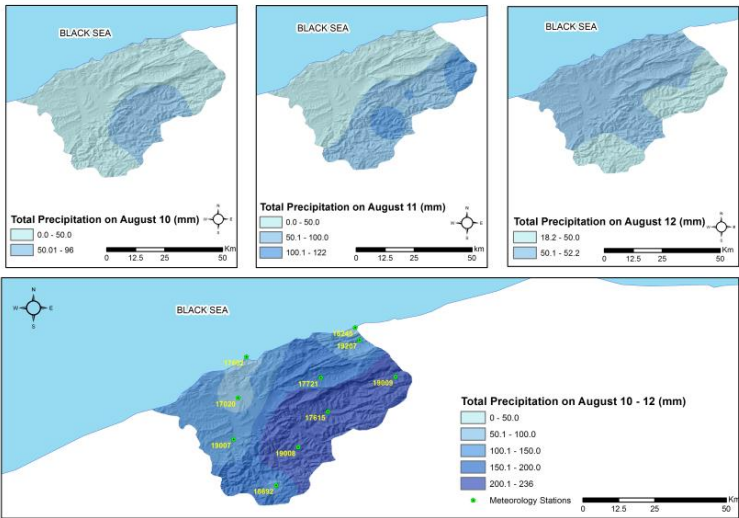 BLACK SEA
N
W E
S
Total Precipitation on August 10 (mm)
0.0 - 50.0
50.01 - 96
Km
0 12.5 25 50
BLACK SEA
N
W E
S
Total Precipitation on August 11 (mm)
0.0 - 50.0
50.1 - 100.0
100.1 - 122
km
0 12.5 25 50
BLACK SEA
N
W E
S
Total Precipitation on August 12 (mm)
18.2 - 50.0
50.1 - 52.2
Km
0 12.5 25 50
N
W E
S
BLACK SEA
19257
17721
19009
17020
17615
19007
19008
Total Precipitation on August 10 - 12 (mm)
0 - 50.0
50.1 - 100.0
100.1 - 150.0
150.1 - 200.0
200.1 - 236
Meteorology Stations
Km
0 12.5 25 50